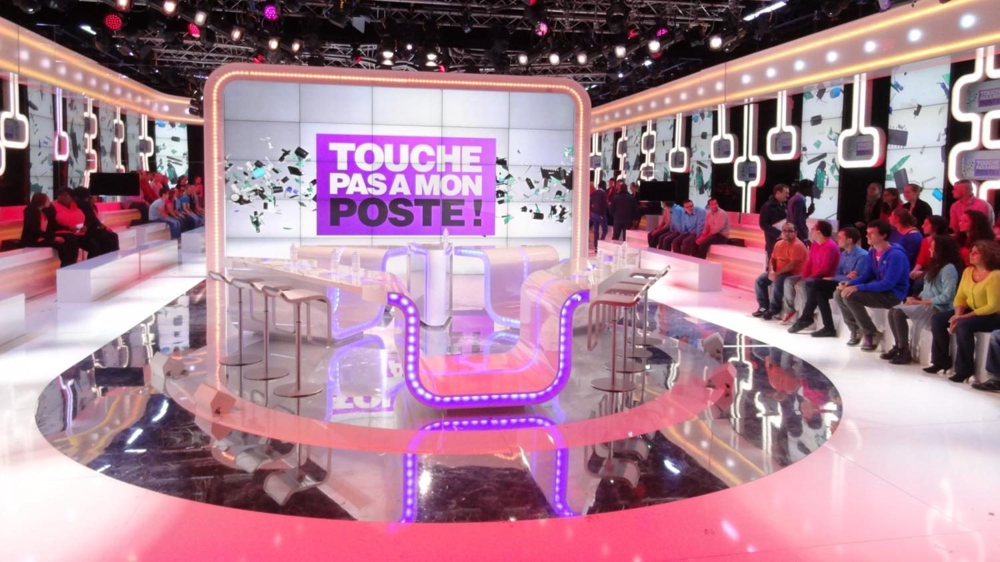 TOUCHE
PAS A MON
POSTE !